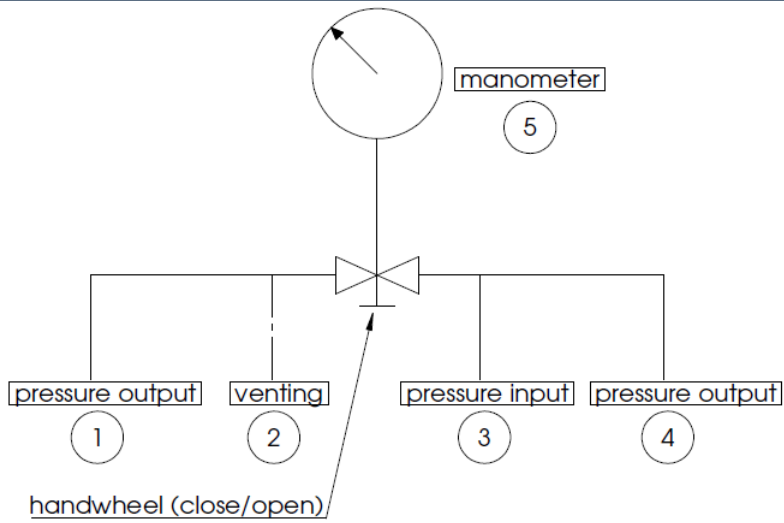 manometer
5
pressure output
venting
pressure input
pressure output
1
2
3
4
handwheel (close/open)